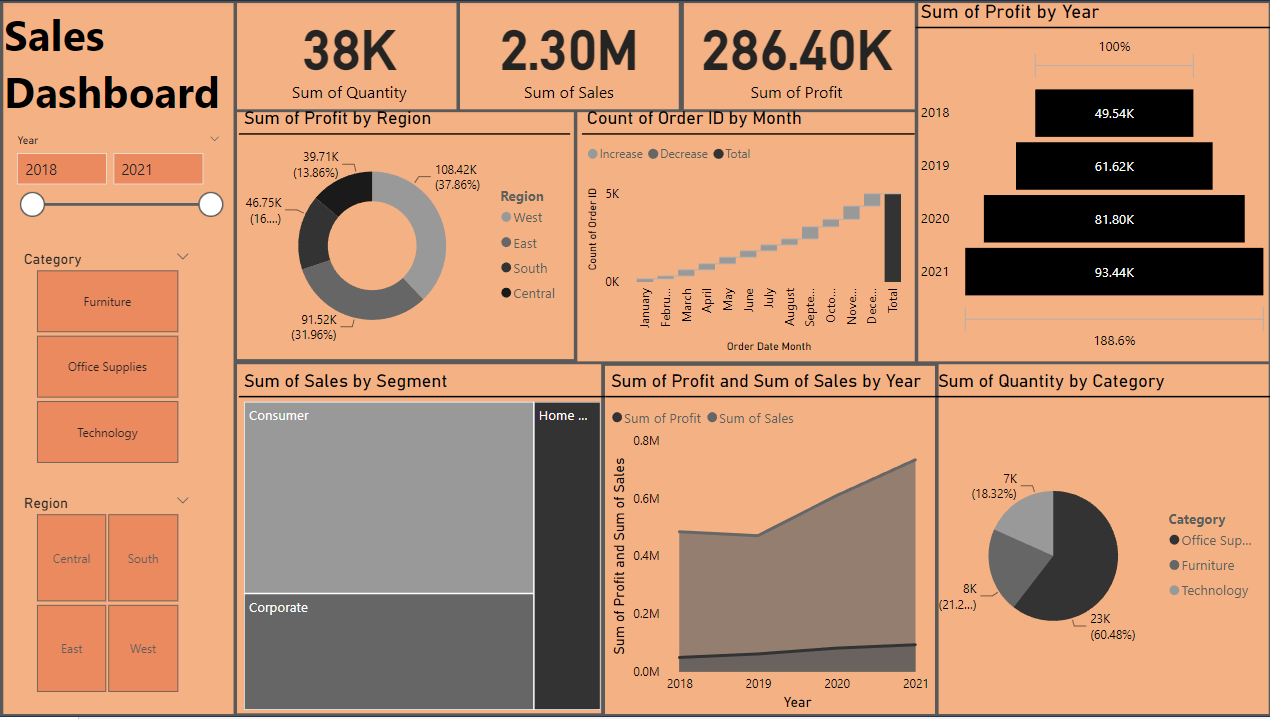 Sales
Dashboard
Year
2018
2021
Category
Furniture
Office Supplies
Technology
Region
Central
South
East
West
38K
Sum of Quantity
2.30M
Sum of Sales
286.40K
Sum of Profit
Sum of Profit by Region
39.71K
(13.86%)
108.42K
(37.86%)
46.75K
(16....)
91.52K
(31.96%)
Region
West
East
South
Central
Count of Order ID by Month
Increase Decrease Total
Count of Order ID
5K
0K
January
Febru...
March
April
May
June
July
August
Septe...
Octo...
Nove...
Dece...
Total
Order Date Month
Sum of Profit by Year
100%
2018
49.54K
2019
61.62K
2020
81.80K
2021
93.44K
188.6%
Sum of Sales by Segment
Consumer
Home ...
Corporate
Sum of Profit and Sum of Sales by Year
Sum of Profit Sum of Sales
Sum of Profit and Sum of Sales
0.8M
0.6M
0.4M
0.2M
0.0M
2018 2019 2020 2021
Year
Sum of Quantity by Category
7K
(18.32%)
8K
(21.2...)
23K
(60.48%)
Category
Office Sup...
Furniture
Technology